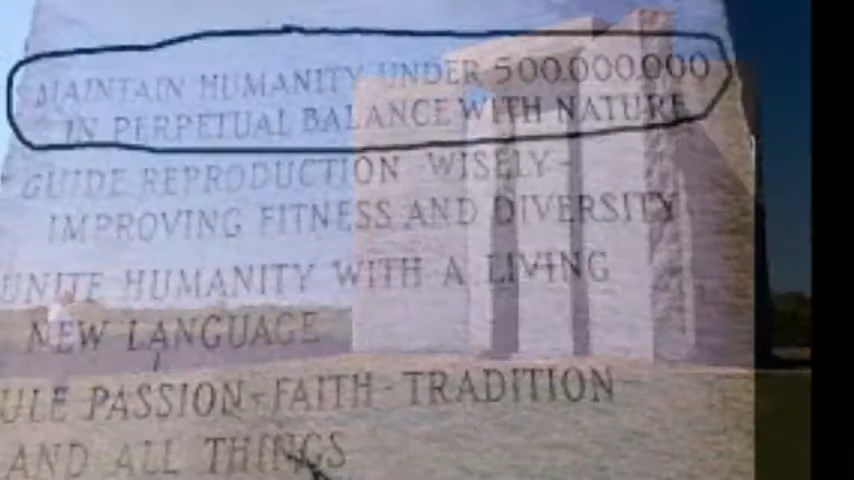 MAINTAIN HUMANITY UNDER 500.000.000
IN PERPETUAL BALANCE WITH NATURE
GUIDE REPRODUCTION WISELY-
IMPROVING FITNESS AND DIVERSITY
UNITE HUMANITY WITH A LIVING
NEW LANGUAGE
ULE PASSION-FAITH-TRADITION
AND ALL THINGS